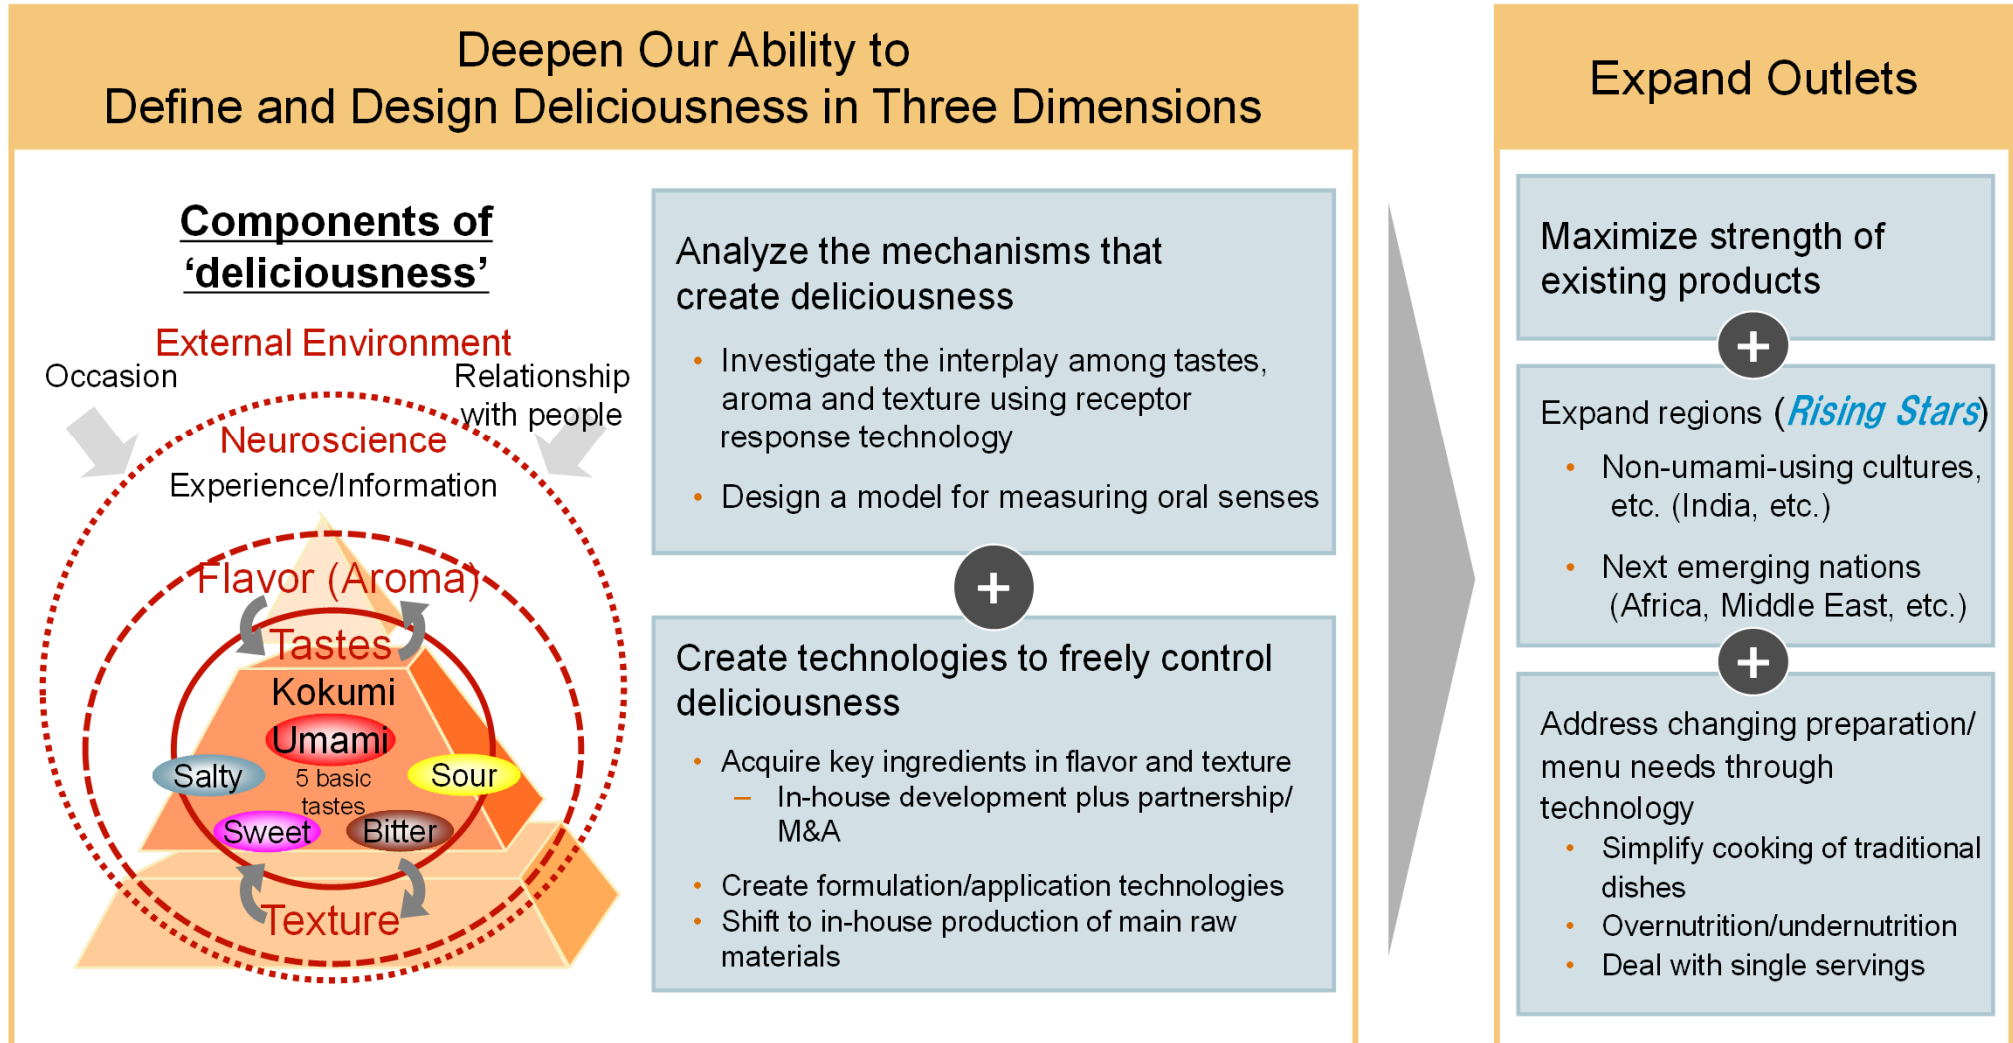 Deepen Our Ability to
Define and Design Deliciousness in Three Dimensions
Components of
‘deliciousness’
External Environment
Occasion
Relationship
with people
Neuroscience
Experience/Information
Flavor (Aroma)
Tastes
Kokumi
Umami
Salty
5 basic
tastes
Sour
Sweet
Bitter
Texture
Analyze the mechanisms that
create deliciousness
• Investigate the interplay among tastes,
aroma and texture using receptor
response technology
• Design a model for measuring oral senses
+
Create technologies to freely control
deliciousness
• Acquire key ingredients in flavor and texture
– In-house development plus partnership/
M&A
• Create formulation/application technologies
• Shift to in-house production of main raw
materials
Expand Outlets
Maximize strength of
existing products
+
Expand regions (Rising Stars)
• Non-umami-using cultures,
etc. (India, etc.)
• Next emerging nations
(Africa, Middle East, etc.)
+
Address changing preparation/
menu needs through
technology
• Simplify cooking of traditional
dishes
• Overnutrition/undernutrition
• Deal with single servings